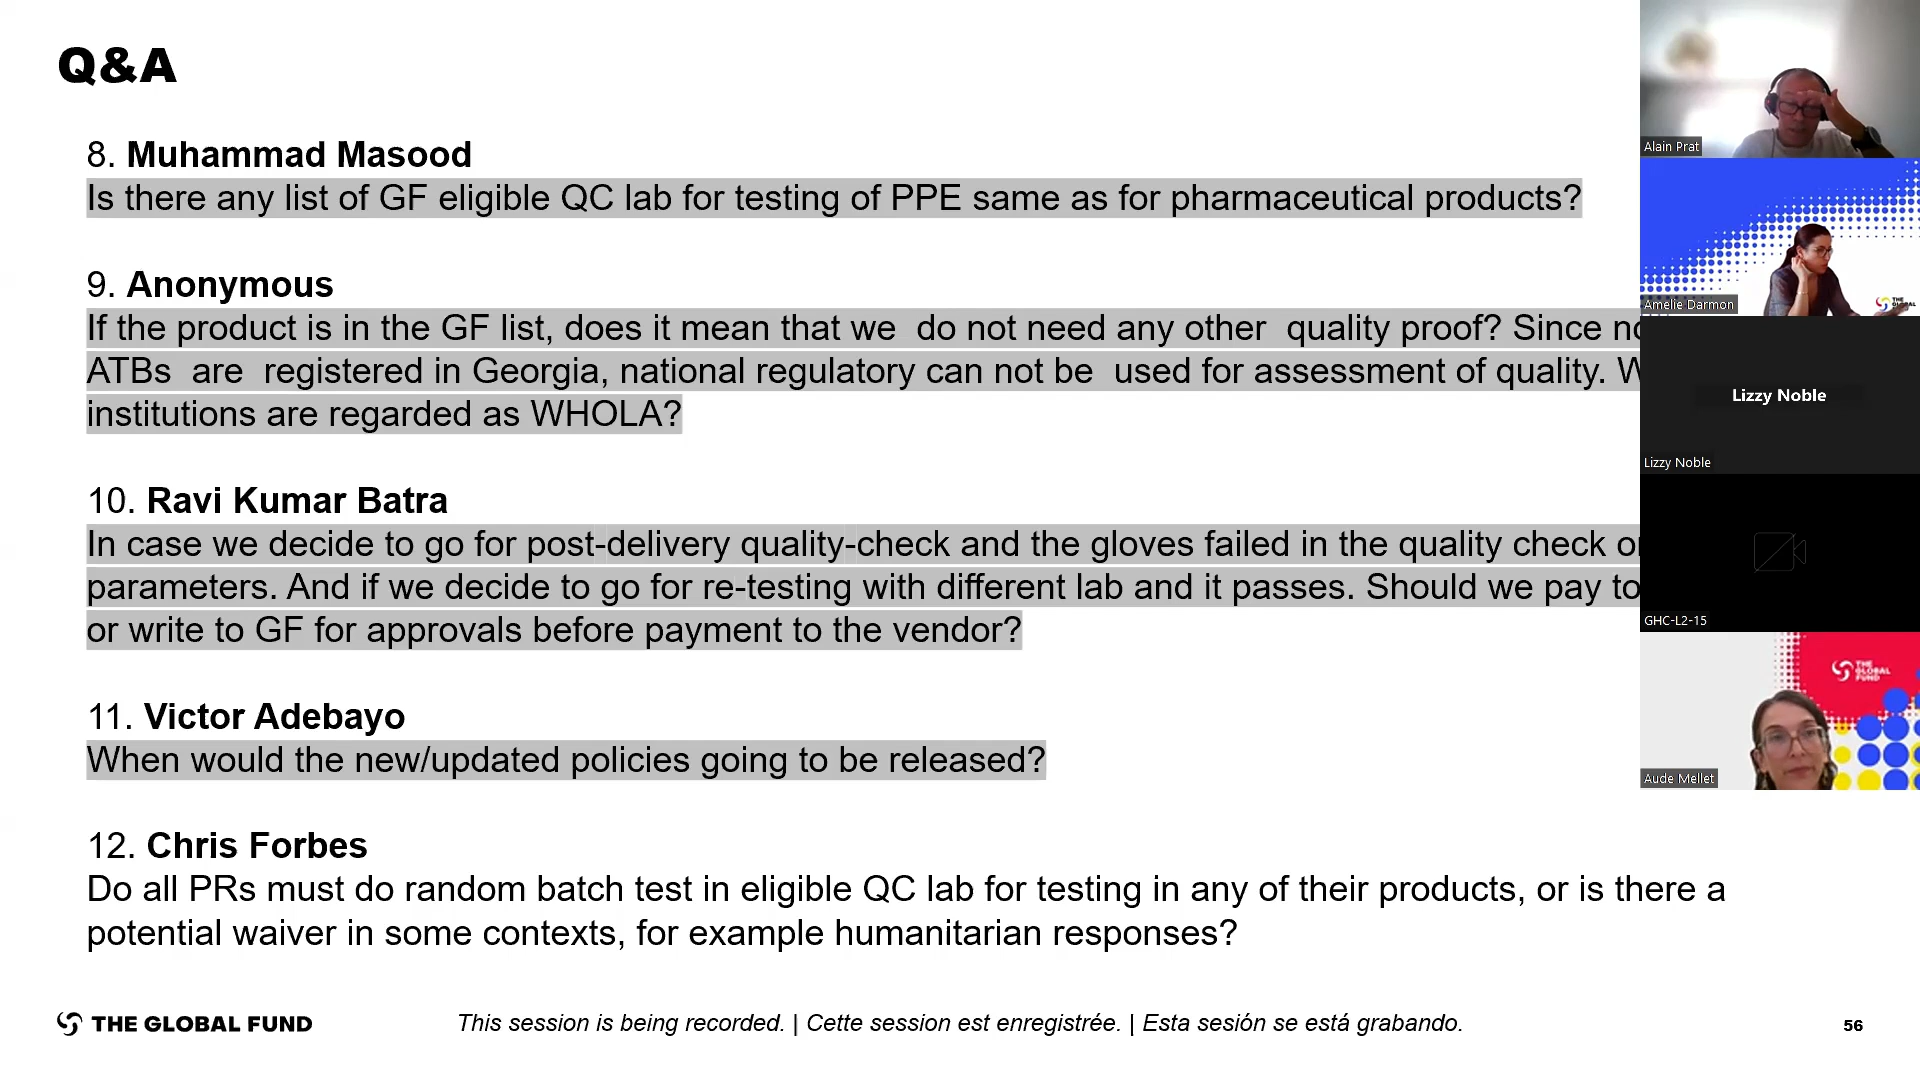 Q&A
8. Muhammad Masood
Is there any list of GF eligible QC lab for testing of PPE same as for pharmaceutical products?
9. Anonymous
If the product is in the GF list, does it mean that we do not need any other quality proof? Since
ATBs are registered in Georgia, national regulatory can not be used for assessment of quality.
institutions are regarded as WHOLA?
10. Ravi Kumar Batra
In case we decide to go for post-delivery quality-check and the gloves failed in the quality check
parameters. And if we decide to go for re-testing with different lab and it passes. Should we pay to
or write to GF for approvals before payment to the vendor?
11. Victor Adebayo
When would the new/updated policies going to be released?
12. Chris Forbes
Do all PRs must do random batch test in eligible QC lab for testing in any of their products, or is there a
potential waiver in some contexts, for example humanitarian responses?
THE GLOBAL FUND
This session is being recorded. | Cette session est enregistrée. | Esta sesión se está grabando.
56
Alain Prat
Amélie Darmon
Lizzy Noble
Lizzy Noble
GHC-L2-15
THE
GLOBAL
FUND
Aude Mellet